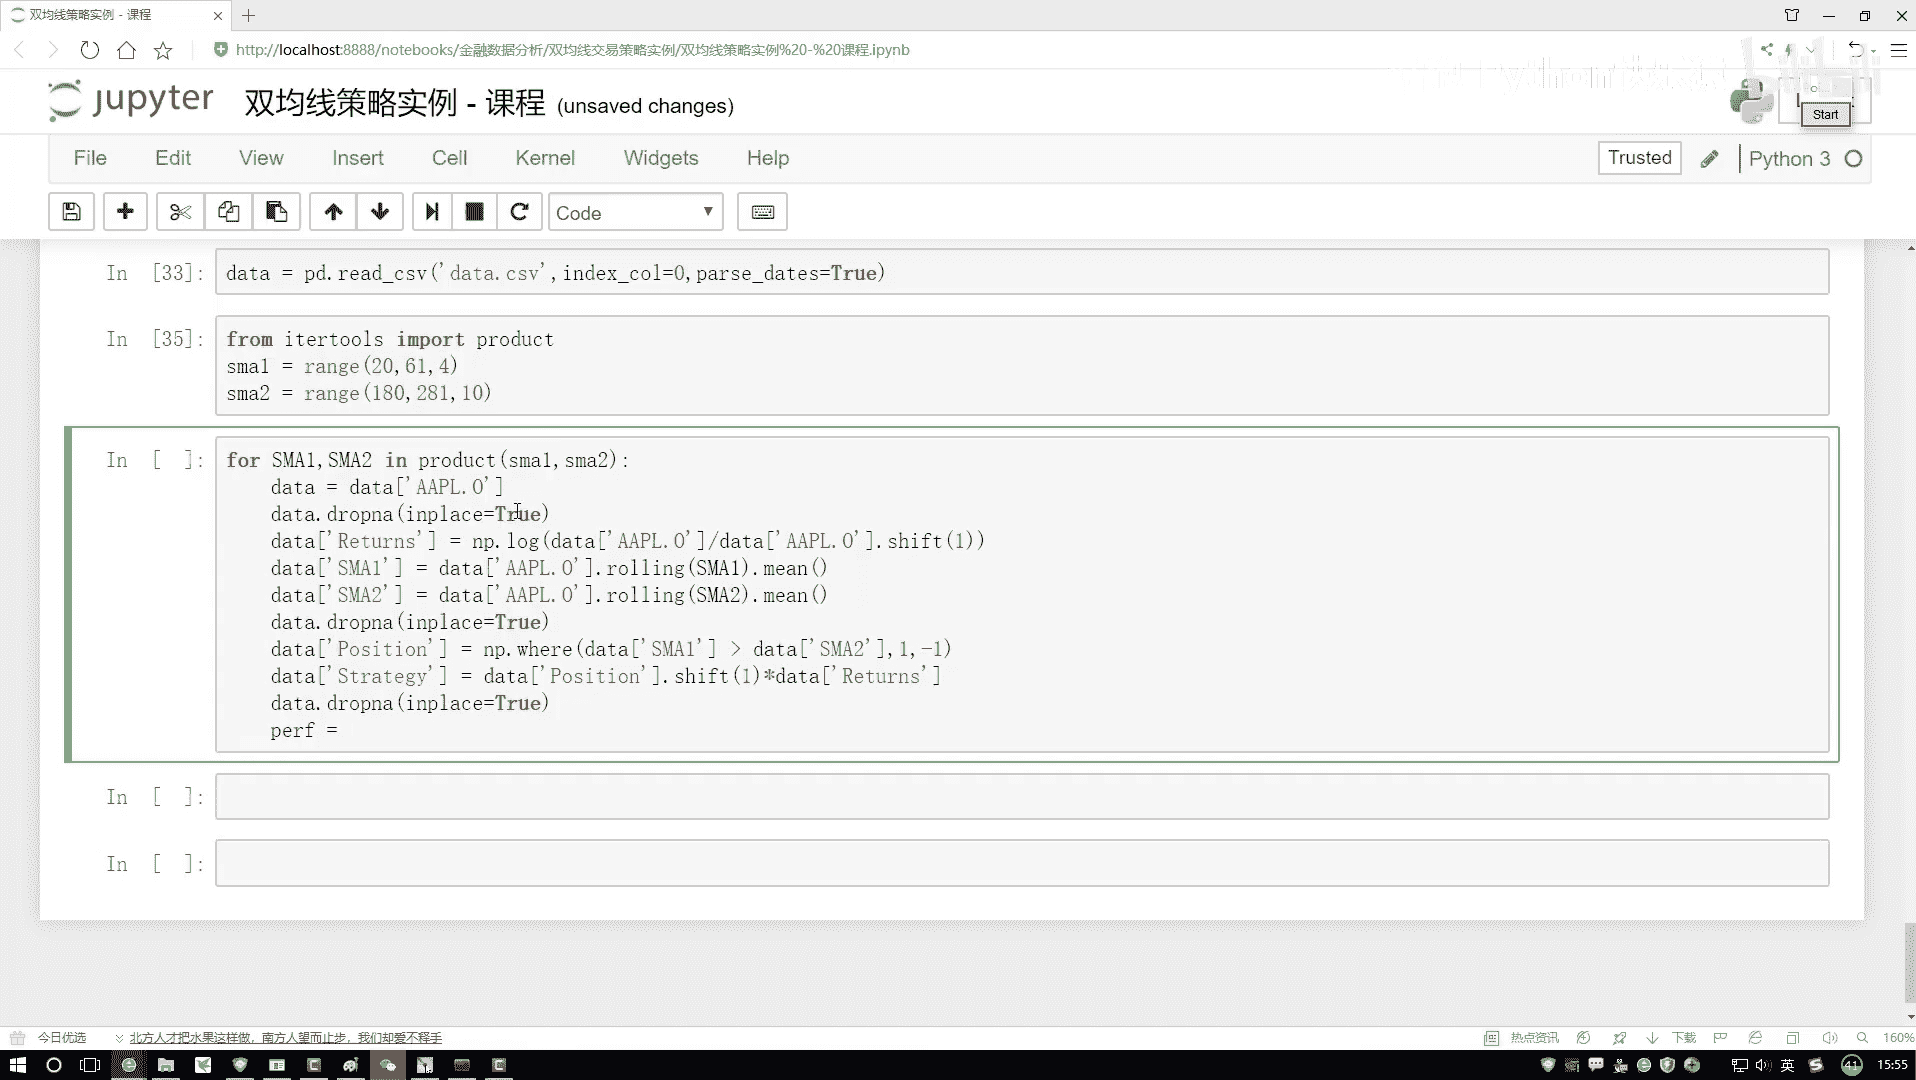 双均线策略实例 - 课程
http://localhost:8888/notebooks/金融数据分析/双均线交易策略实例/双均线策略实例%20-%20课程.ipynb
jupyter 双均线策略实例 - 课程 (unsaved changes)
Start
File Edit View Insert Cell Kernel Widgets Help Trusted Python 3
Code
In [33]: data = pd.read_csv('data.csv',index_col=0,parse_dates=True)
In [35]: from itertools import product
sma1 = range(20,61,4)
sma2 = range(180,281,10)
In [ ]: for SMA1,SMA2 in product(sma1,sma2):
data = data['AAPL.O']
data.dropna(inplace=True)
data['Returns'] = np.log(data['AAPL.O']/data['AAPL.O'].shift(1))
data['SMA1'] = data['AAPL.O'].rolling(SMA1).mean()
data['SMA2'] = data['AAPL.O'].rolling(SMA2).mean()
data.dropna(inplace=True)
data['Position'] = np.where(data['SMA1'] > data['SMA2'],1,-1)
data['Strategy'] = data['Position'].shift(1)*data['Returns']
data.dropna(inplace=True)
perf =
In [ ]:
In [ ]:
今日优选 北方人才把水果这样做，南方人望而止步，我们却爱不释手 热点资讯 下载 160%
英 41 15:55